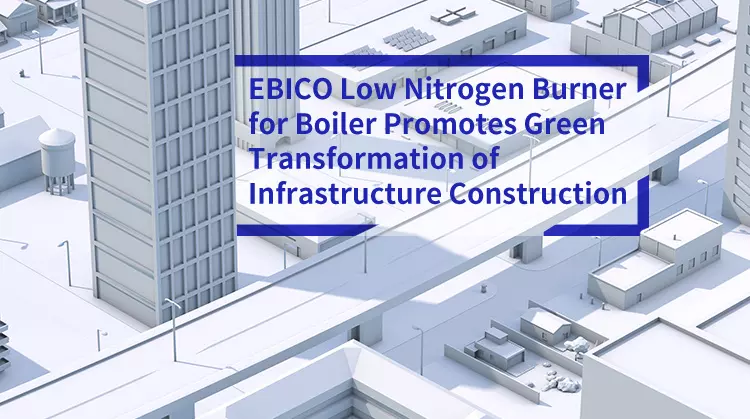 EBICO Low Nitrogen Burner
for Boiler Promotes Green
Transformation of
Infrastructure Construction